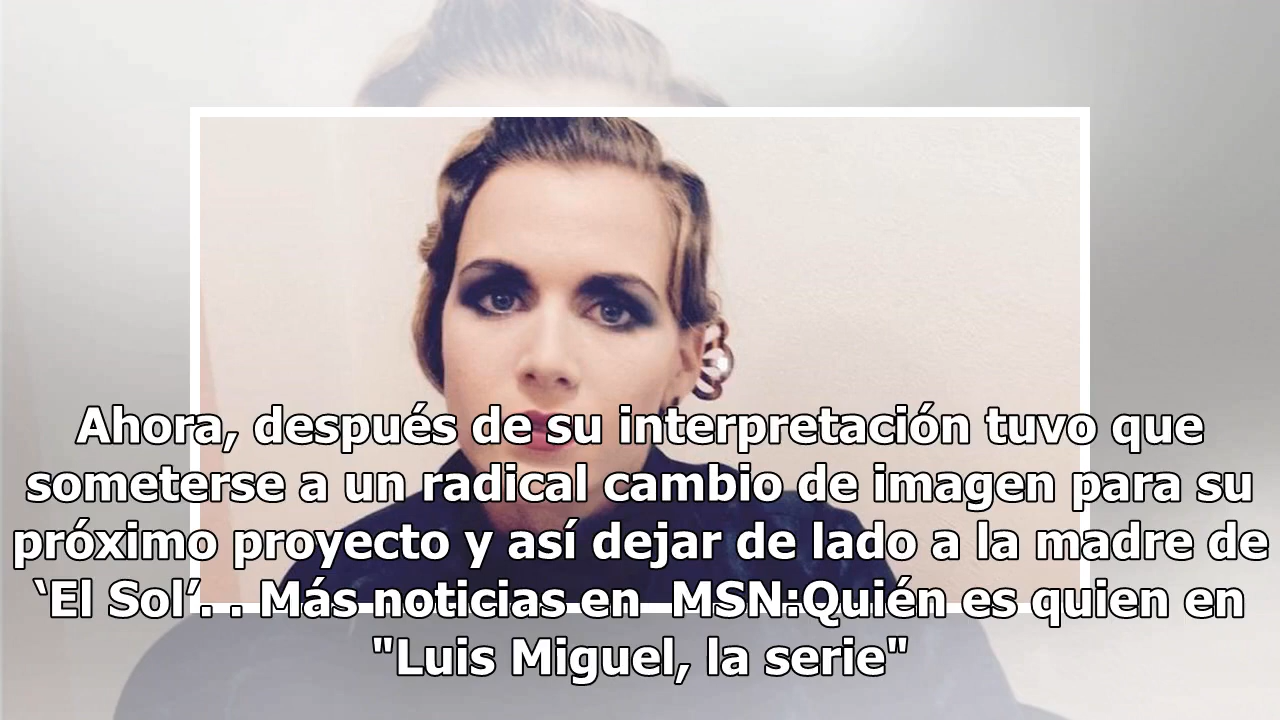 Ahora, después de su interpretación tuvo que
someterse a un radical cambio de imagen para su
próximo proyecto y así dejar de lado a la madre de
‘El Sol’. . Más noticias en  MSN:Quién es quien en
"Luis Miguel, la serie"